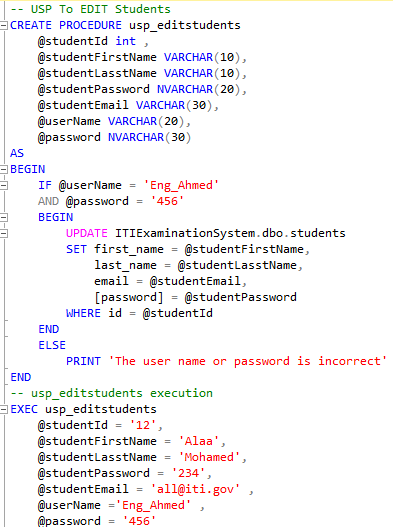 -- USP To EDIT Students
CREATE PROCEDURE usp_editstudents
@studentId int ,
@studentFirstName VARCHAR(10),
@studentLasstName VARCHAR(10),
@studentPassword NVARCHAR(20),
@studentEmail VARCHAR(30),
@userName VARCHAR(20),
@password NVARCHAR(30)
AS
BEGIN
IF @userName = 'Eng_Ahmed'
AND @password = '456'
BEGIN
UPDATE ITIExaminationSystem.dbo.students
SET first_name = @studentFirstName,
last_name = @studentLasstName,
email = @studentEmail,
[password] = @studentPassword
WHERE id = @studentId
END
ELSE
PRINT 'The user name or password is incorrect'
END
-- usp_editstudents execution
EXEC usp_editstudents
@studentId = '12',
@studentFirstName = 'Alaa',
@studentLasstName = 'Mohamed',
@studentPassword = '234',
@studentEmail = 'all@iti.gov' ,
@userName ='Eng_Ahmed' ,
@password = '456'